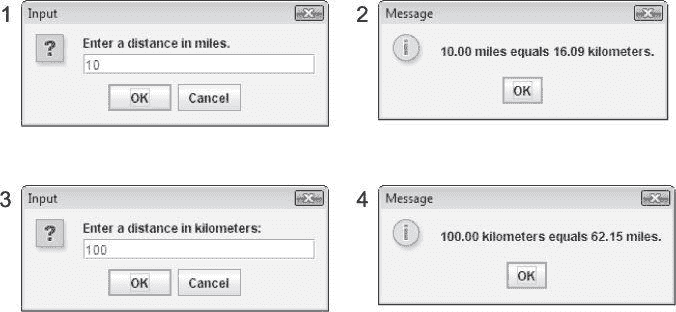 1
Input
Enter a distance in miles.
10
OK Cancel
2
Message
10.00 miles equals 16.09 kilometers.
OK
3
Input
Enter a distance in kilometers:
100
OK Cancel
4
Message
100.00 kilometers equals 62.15 miles.
OK